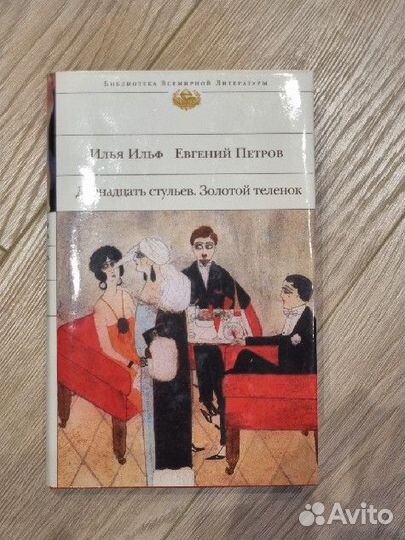 Библиотека Всемирной Литературы
Илья Ильф Евгений Петров
Двенадцать стульев. Золотой теленок
Avito